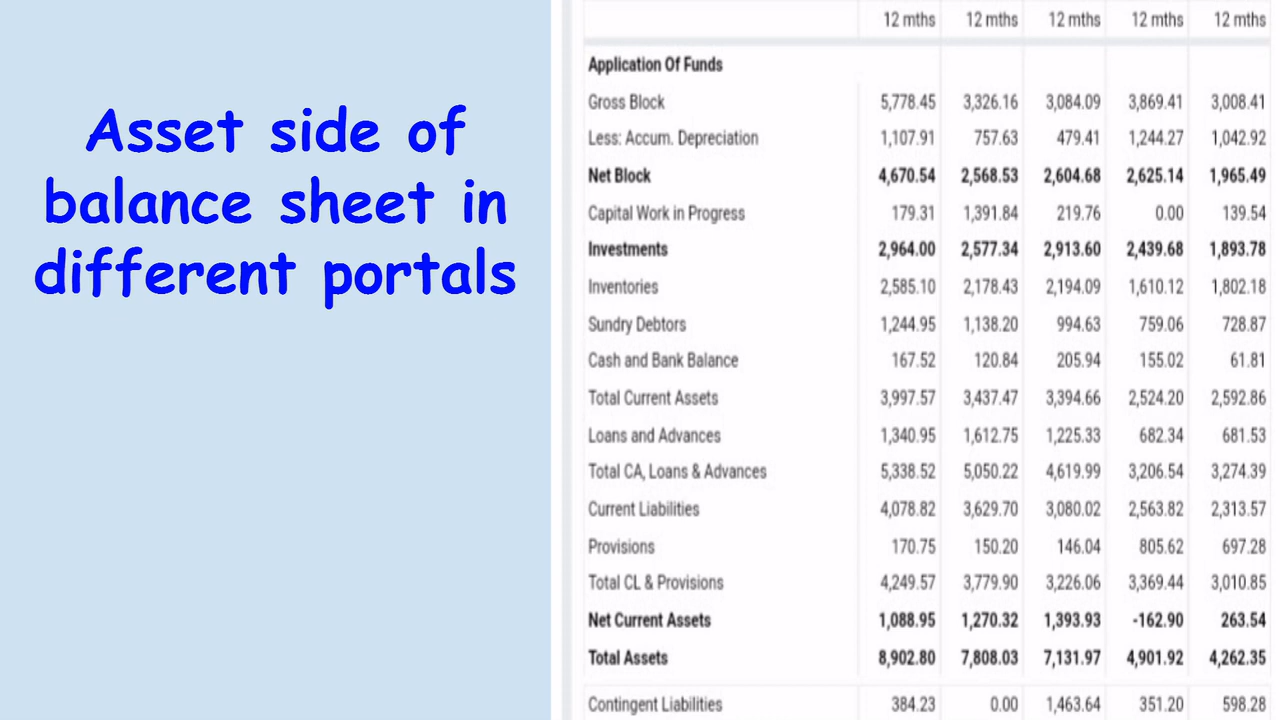 Asset side of
balance sheet in
different portals
12 mths 12 mths 12 mths 12 mths 12 mths
Application Of Funds
Gross Block 5,778.45 3,326.16 3,084.09 3,869.41 3,008.41
Less: Accum. Depreciation 1,107.91 757.63 479.41 1,244.27 1,042.92
Net Block 4,670.54 2,568.53 2,604.68 2,625.14 1,965.49
Capital Work in Progress 179.31 1,391.84 219.76 0.00 139.54
Investments 2,964.00 2,577.34 2,913.60 2,439.68 1,893.78
Inventories 2,585.10 2,178.43 2,194.09 1,610.12 1,802.18
Sundry Debtors 1,244.95 1,138.20 994.63 759.06 728.87
Cash and Bank Balance 167.52 120.84 205.94 155.02 61.81
Total Current Assets 3,997.57 3,437.47 3,394.66 2,524.20 2,592.86
Loans and Advances 1,340.95 1,612.75 1,225.33 682.34 681.53
Total CA, Loans & Advances 5,338.52 5,050.22 4,619.99 3,206.54 3,274.39
Current Liabilities 4,078.82 3,629.70 3,080.02 2,563.82 2,313.57
Provisions 170.75 150.20 146.04 805.62 697.28
Total CL & Provisions 4,249.57 3,779.90 3,226.06 3,369.44 3,010.85
Net Current Assets 1,088.95 1,270.32 1,393.93 -162.90 263.54
Total Assets 8,902.80 7,808.03 7,131.97 4,901.92 4,262.35
Contingent Liabilities 384.23 0.00 1,463.64 351.20 598.28